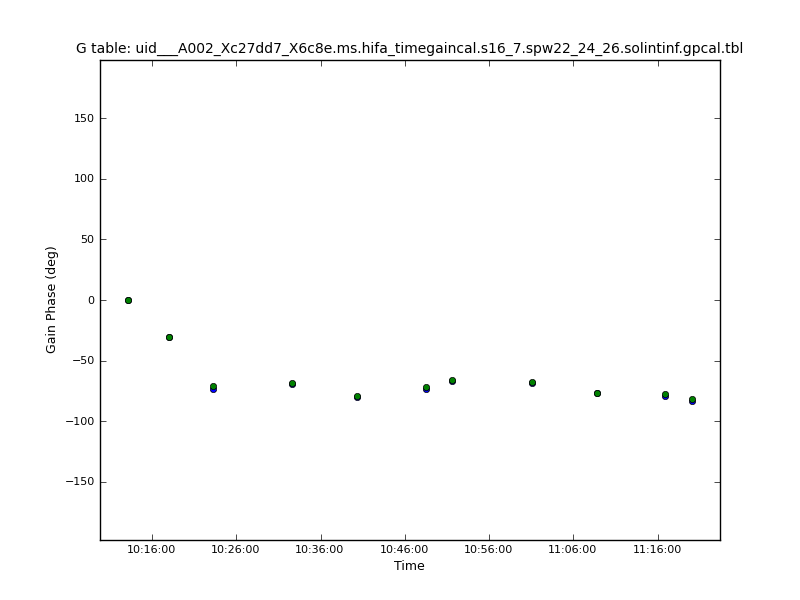 G table: uid___A002_Xc27dd7_X6c8e.ms.hifa_timegaincal.s16_7.spw22_24_26.solintinf.gpcal.tbl
150
100
50
0
−50
−100
−150
Gain Phase (deg)
10:16:00 10:26:00 10:36:00 10:46:00 10:56:00 11:06:00 11:16:00
Time